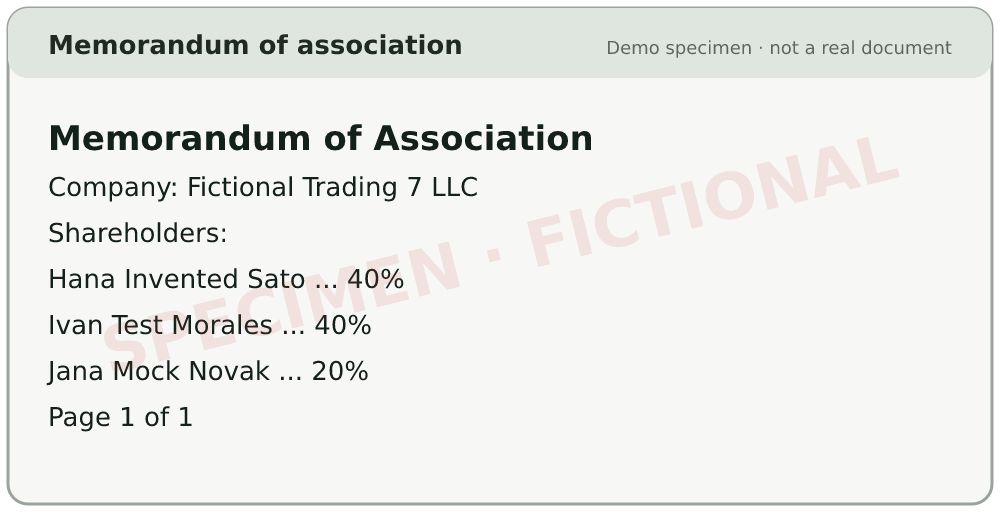 Memorandum of association
Demo specimen · not a real document
Memorandum of Association
Company: Fictional Trading 7 LLC
Shareholders:
Hana Invented Sato ... 40%
Ivan Test Morales ... 40%
Jana Mock Novak ... 20%
Page 1 of 1
SPECIMEN · FICTIONAL